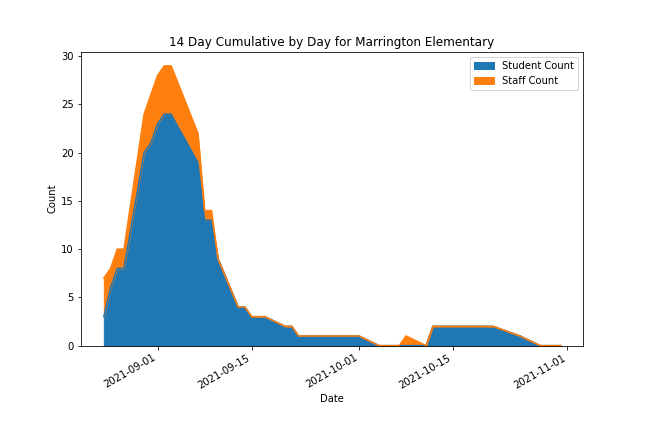 14 Day Cumulative by Day for Marrington Elementary
30
25
20
15
10
5
0
Count
Student Count
Staff Count
2021-09-01
2021-09-15
2021-10-01
2021-10-15
2021-11-01
Date